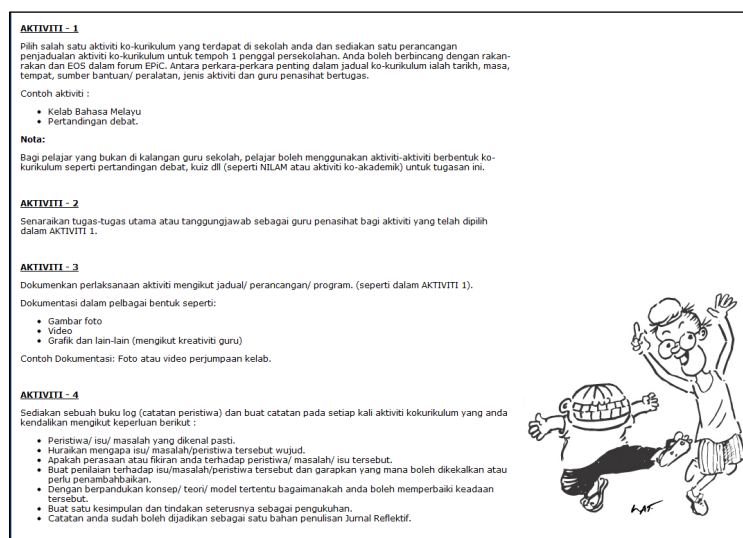 AKTIVITI - 1
Pilih salah satu aktiviti ko-kurikulum yang terdapat di sekolah anda dan sediakan satu perancangan
penjadualan aktiviti ko-kurikulum untuk tempoh 1 penggal persekolahan. Anda boleh berbincang dengan rakan-
rakan dan EOS dalam forum EPiC. Antara perkara-perkara penting dalam jadual ko-kurikulum ialah tarikh, masa,
tempat, sumber bantuan/ peralatan, jenis aktiviti dan guru penasihat bertugas.
Contoh aktiviti :
• Kelab Bahasa Melayu
• Pertandingan debat.
Nota:
Bagi pelajar yang bukan di kalangan guru sekolah, pelajar boleh menggunakan aktiviti-aktiviti berbentuk ko-
kurikulum seperti pertandingan debat, kuiz dll (seperti NILAM atau aktiviti ko-akademik) untuk tugasan ini.
AKTIVITI - 2
Senaraikan tugas-tugas utama atau tanggungjawab sebagai guru penasihat bagi aktiviti yang telah dipilih
dalam AKTIVITI 1.
AKTIVITI - 3
Dokumenkan perlaksanaan aktiviti mengikut jadual/ perancangan/ program. (seperti dalam AKTIVITI 1).
Dokumentasi dalam pelbagai bentuk seperti:
• Gambar foto
• Video
• Grafik dan lain-lain (mengikut kreativiti guru)
Contoh Dokumentasi: Foto atau video perjumpaan kelab.
AKTIVITI - 4
Sediakan sebuah buku log (catatan peristiwa) dan buat catatan pada setiap kali aktiviti kokurikulum yang anda
kendalikan mengikut keperluan berikut :
• Peristiwa/ isu/ masalah yang dikenal pasti.
• Huraikan mengapa isu/ masalah/peristiwa tersebut wujud.
• Apakah perasaan atau fikiran anda terhadap peristiwa/ masalah/ isu tersebut.
• Buat penilaian terhadap isu/masalah/peristiwa tersebut dan garapkan yang mana boleh dikekalkan atau
perlu penambahbaikan.
• Dengan berpandukan konsep/ teori/ model tertentu bagaimanakah anda boleh memperbaiki keadaan
tersebut.
• Buat satu kesimpulan dan tindakan seterusnya sebagai pengukuhan.
• Catatan anda sudah boleh dijadikan sebagai satu bahan penulisan Jurnal Reflektif.
LAT